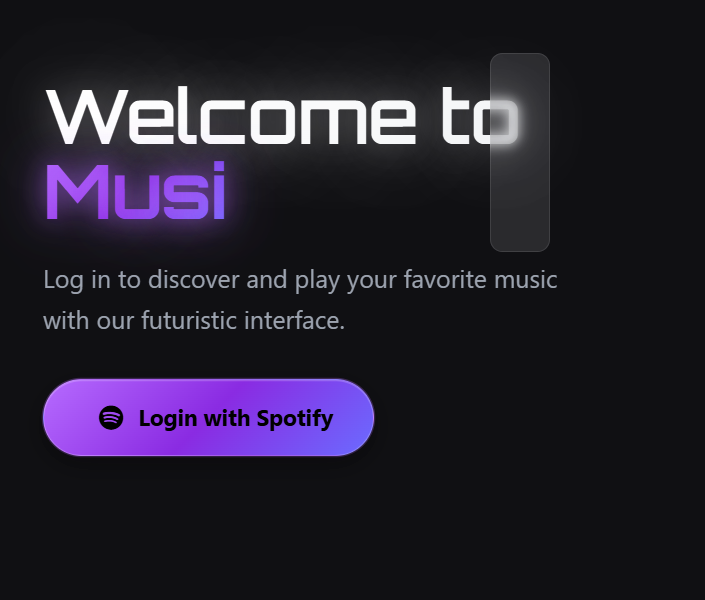 Welcome to
Musi
Log in to discover and play your favorite music
with our futuristic interface.
Login with Spotify